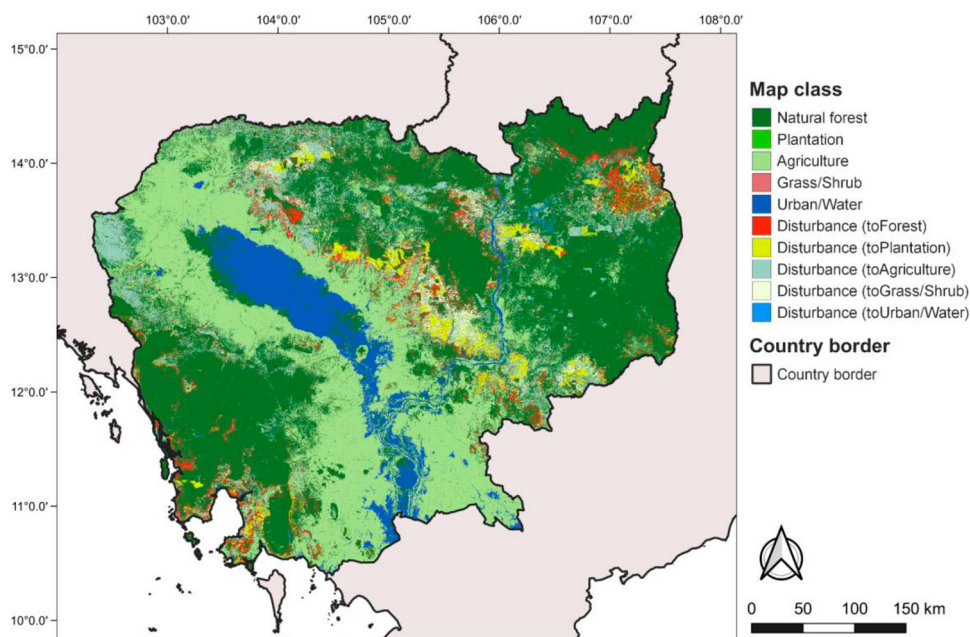 103°0.0′ 104°0.0′ 105°0.0′ 106°0.0′ 107°0.0′ 108°0.0′
15°0.0′
14°0.0′
13°0.0′
12°0.0′
11°0.0′
10°0.0′
Map class
Natural forest
Plantation
Agriculture
Grass/Shrub
Urban/Water
Disturbance (toForest)
Disturbance (toPlantation)
Disturbance (toAgriculture)
Disturbance (toGrass/Shrub)
Disturbance (toUrban/Water)
Country border
Country border
0 50 100 150 km